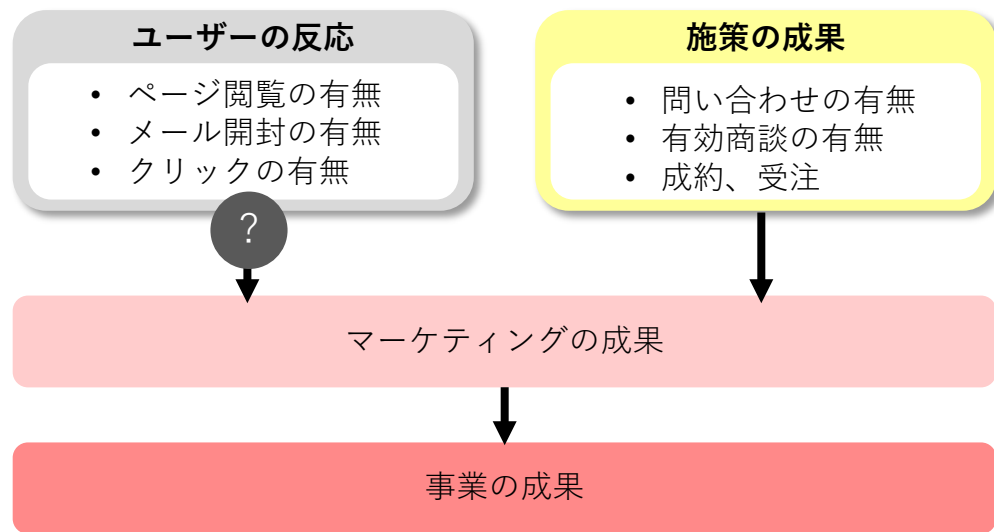 ユーザーの反応
• ページ閲覧の有無
• メール開封の有無
• クリックの有無
?
施策の成果
• 問い合わせの有無
• 有効商談の有無
• 成約、受注
マーケティングの成果
事業の成果